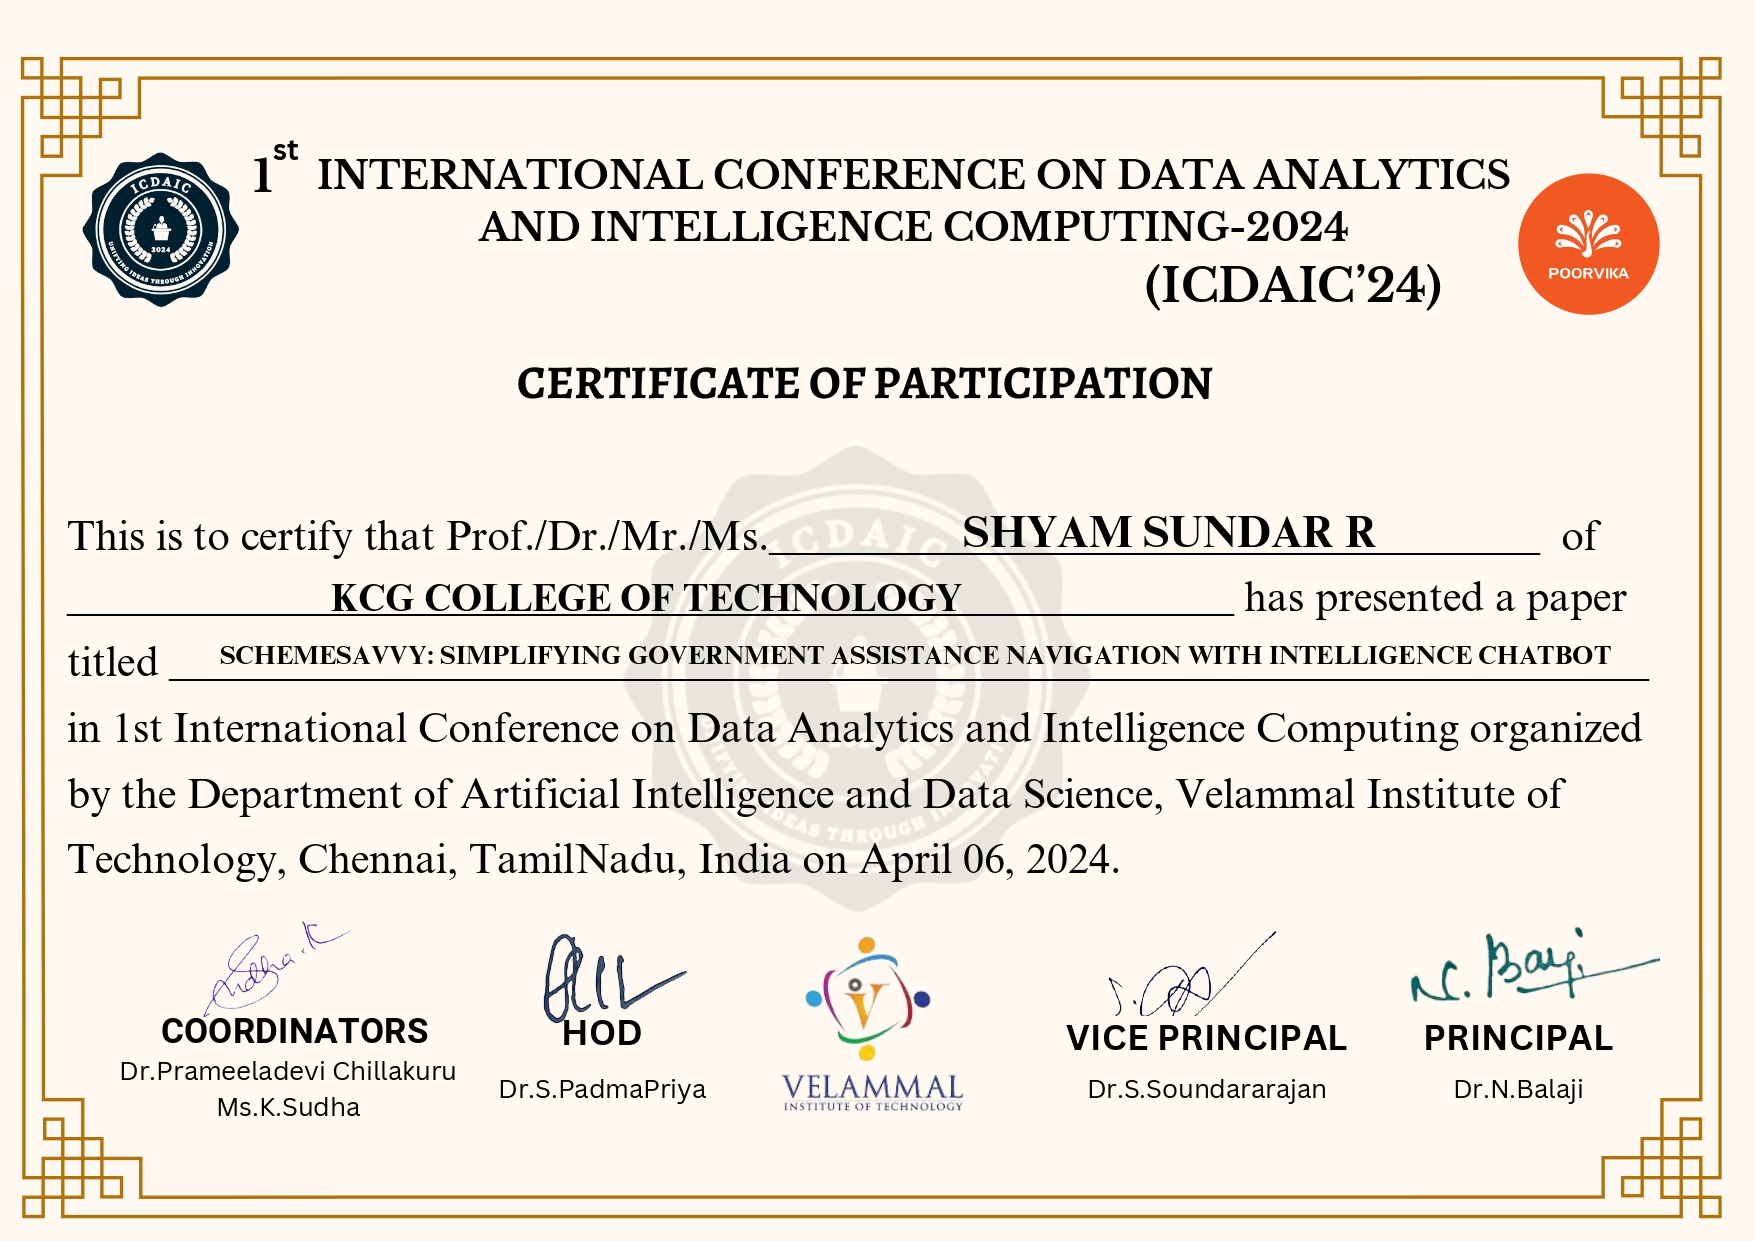 1st INTERNATIONAL CONFERENCE ON DATA ANALYTICS
AND INTELLIGENCE COMPUTING-2024
(ICDAIC’24)
ICDAIC
2024
UNIFYING IDEAS THROUGH INNOVATION
POORVIKA
CERTIFICATE OF PARTICIPATION
This is to certify that Prof./Dr./Mr./Ms. SHYAM SUNDAR R of
KCG COLLEGE OF TECHNOLOGY has presented a paper
titled SCHEMESAVVY: SIMPLIFYING GOVERNMENT ASSISTANCE NAVIGATION WITH INTELLIGENCE CHATBOT
in 1st International Conference on Data Analytics and Intelligence Computing organized
by the Department of Artificial Intelligence and Data Science, Velammal Institute of
Technology, Chennai, TamilNadu, India on April 06, 2024.
Sudha.K
N. Balaji
COORDINATORS
Dr.Prameeladevi Chillakuru
Ms.K.Sudha
HOD
Dr.S.PadmaPriya
V
VELAMMAL
INSTITUTE OF TECHNOLOGY
VICE PRINCIPAL
Dr.S.Soundararajan
PRINCIPAL
Dr.N.Balaji